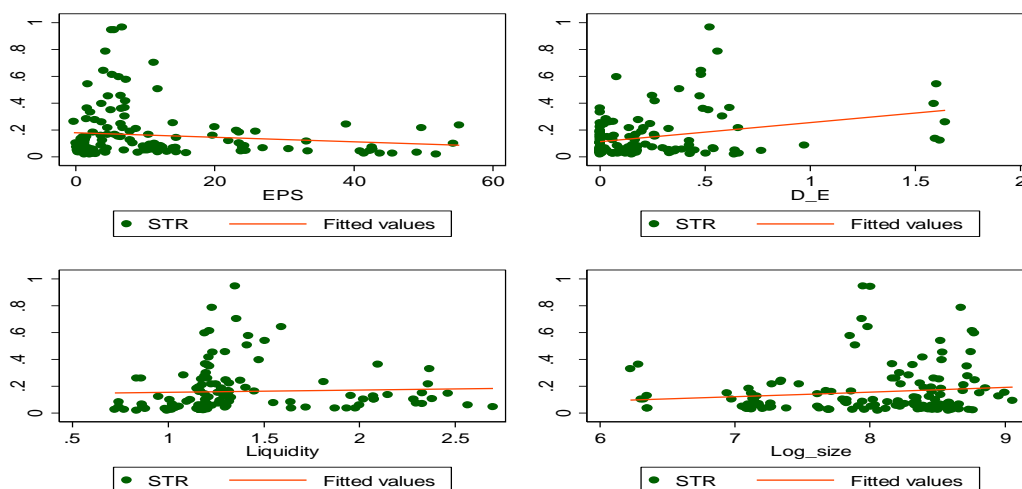 0 .2 .4 .6 .8 1
0 20 40 60
EPS
STR Fitted values
0 .2 .4 .6 .8 1
0 .5 1 1.5 2
D_E
STR Fitted values
0 .2 .4 .6 .8 1
.5 1 1.5 2 2.5
Liquidity
STR Fitted values
0 .2 .4 .6 .8 1
6 7 8 9
Log_size
STR Fitted values